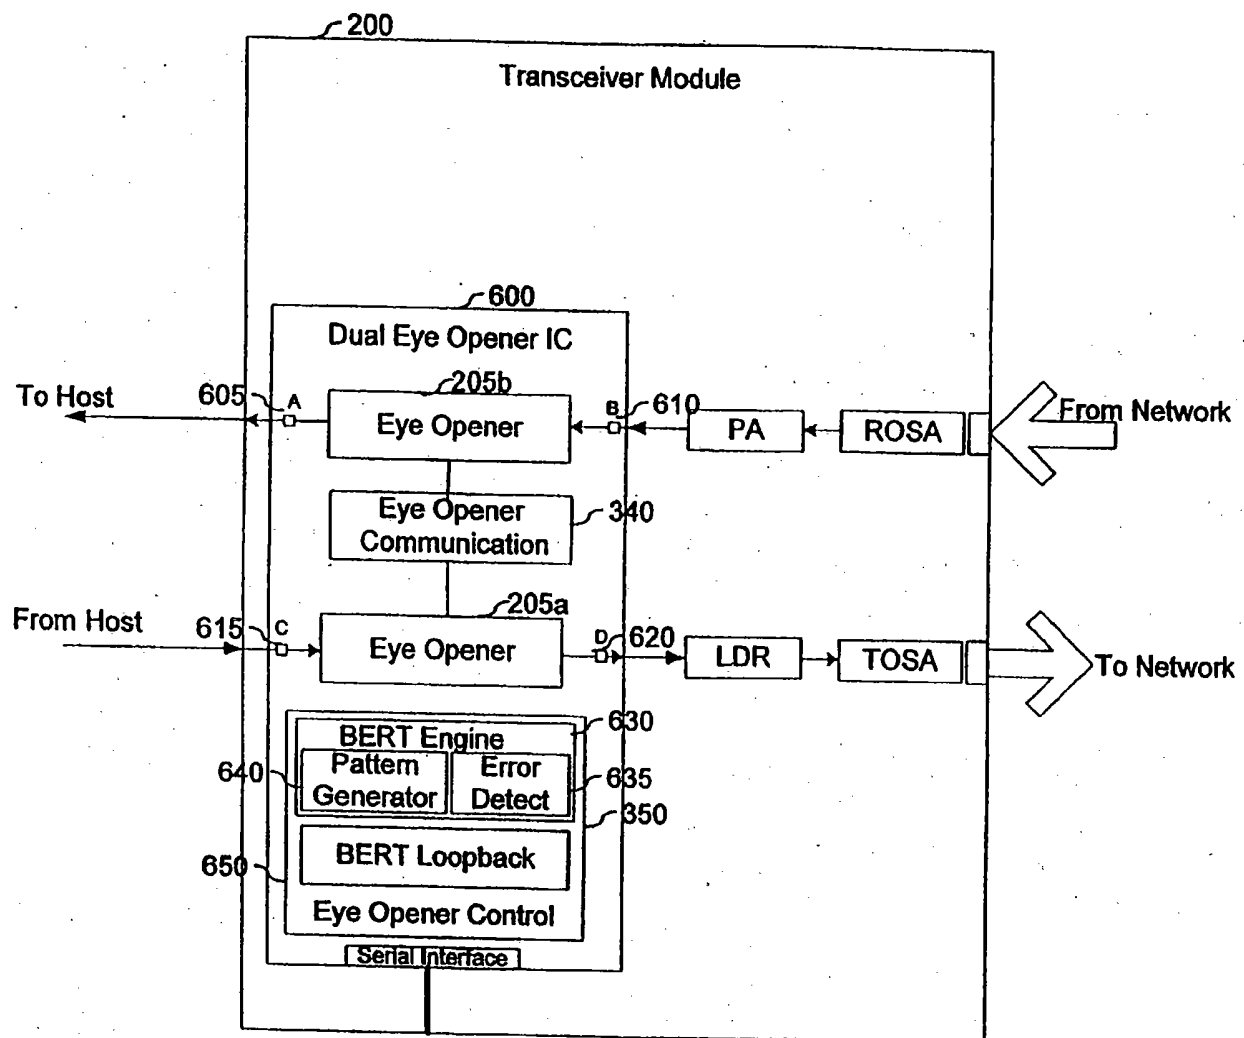 200
Transceiver Module
600
Dual Eye Opener IC
To Host
605
A
205b
Eye Opener
B
610
PA
ROSA
From Network
Eye Opener
Communication
340
From Host
615
C
205a
Eye Opener
D
620
LDR
TOSA
To Network
630
BERT Engine
640
Pattern
Generator
Error
Detect
635
350
BERT Loopback
650
Eye Opener Control
Serial Interface